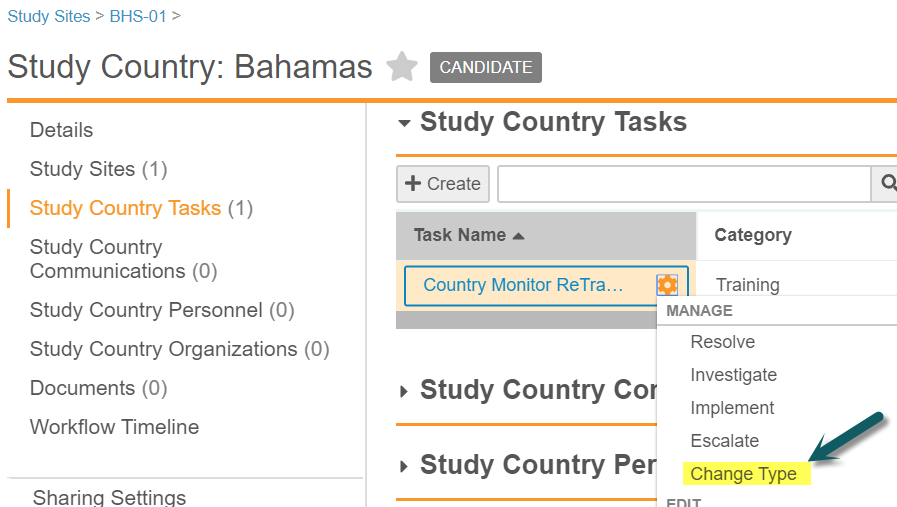 Study Sites > BHS-01 >
Study Country: Bahamas CANDIDATE
Details
Study Sites (1)
Study Country Tasks (1)
Study Country
Communications (0)
Study Country Personnel (0)
Study Country Organizations (0)
Documents (0)
Workflow Timeline
Sharing Settings
Study Country Tasks
Create
Task Name Category
Country Monitor ReTra… Training
MANAGE
Resolve
Investigate
Implement
Escalate
Change Type
EDIT
Study Country Con
Study Country Per